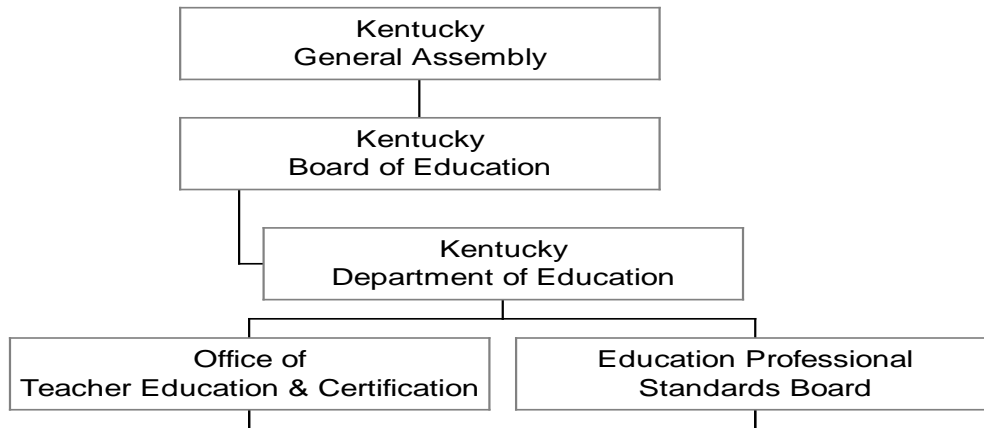 Kentucky
General Assembly
Kentucky
Board of Education
Kentucky
Department of Education
Office of
Teacher Education & Certification
Education Professional
Standards Board